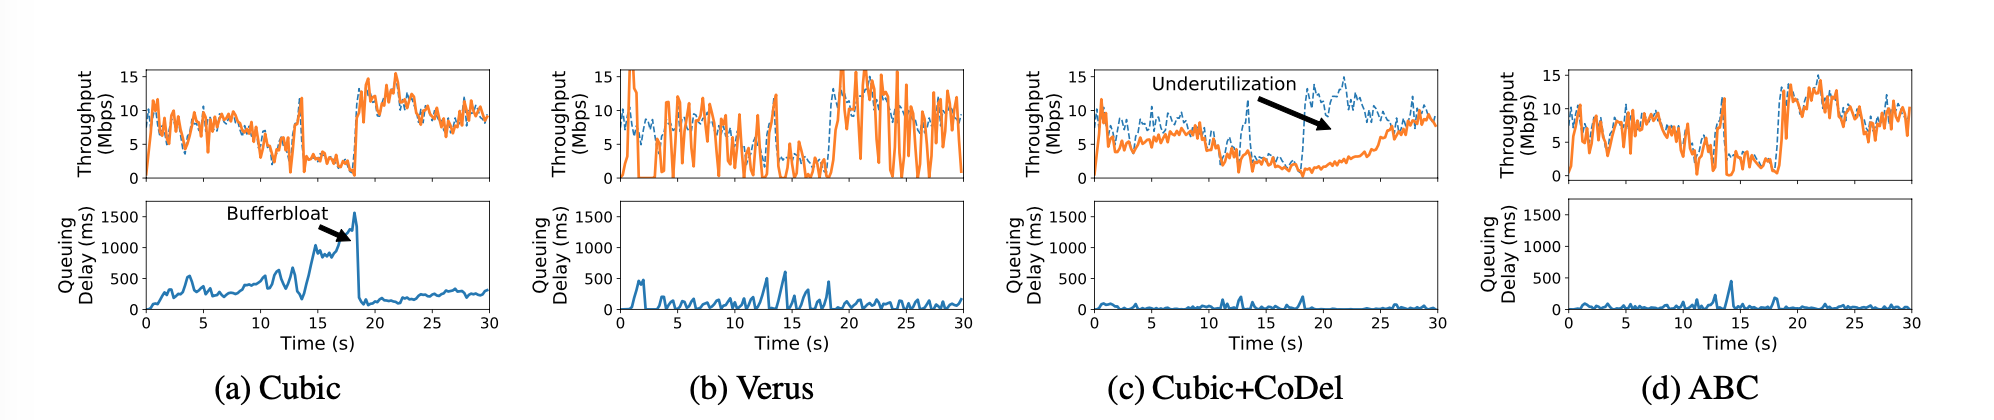 Throughput
(Mbps)
15
10
5
0
Queuing
Delay (ms)
1500
1000
500
0
Bufferbloat
0 5 10 15 20 25 30
Time (s)
(a) Cubic
Throughput
(Mbps)
15
10
5
0
Queuing
Delay (ms)
1500
1000
500
0
0 5 10 15 20 25 30
Time (s)
(b) Verus
Throughput
(Mbps)
15
10
5
0
Underutilization
Queuing
Delay (ms)
1500
1000
500
0
0 5 10 15 20 25 30
Time (s)
(c) Cubic+CoDel
Throughput
(Mbps)
15
10
5
0
Queuing
Delay (ms)
1500
1000
500
0
0 5 10 15 20 25 30
Time (s)
(d) ABC